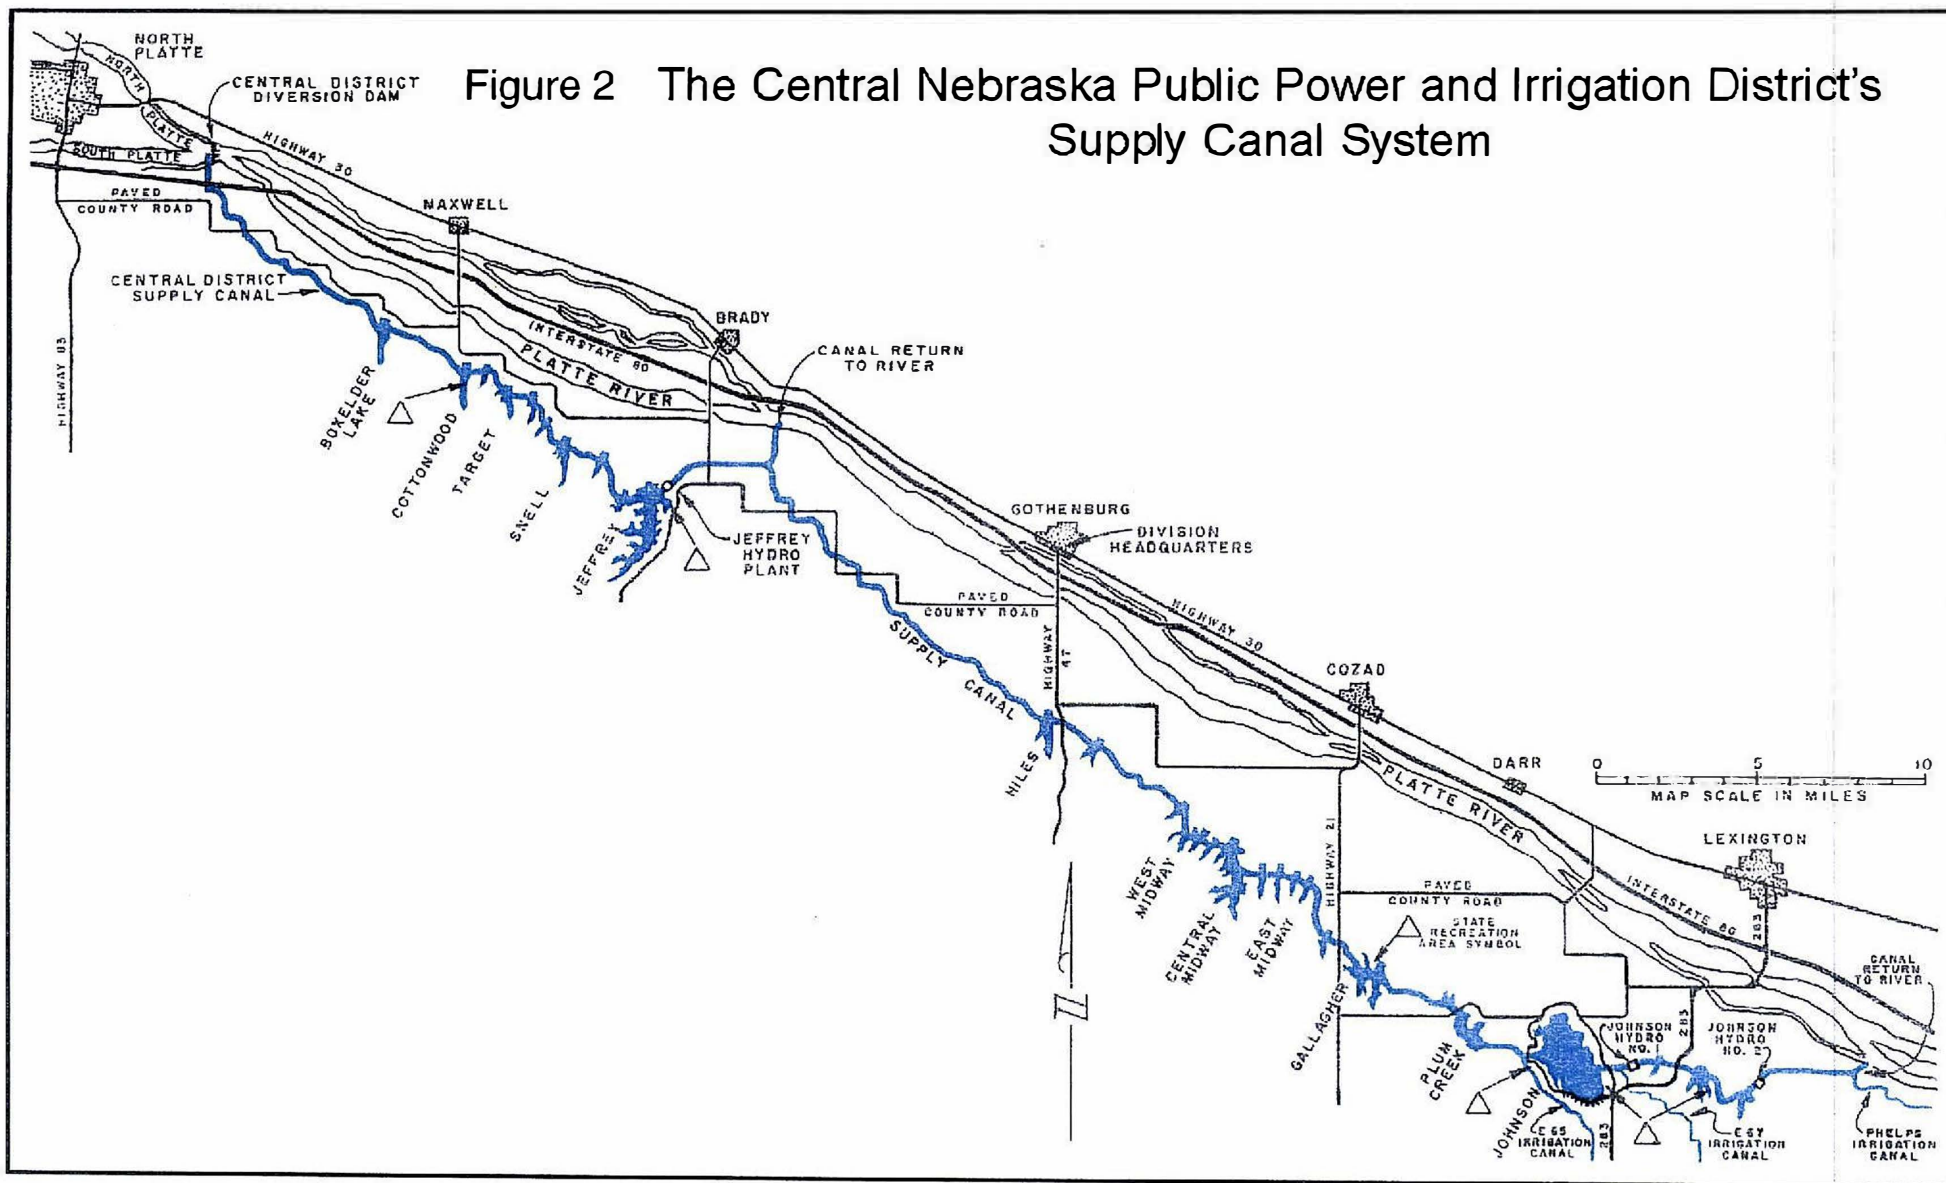 Figure 2 The Central Nebraska Public Power and Irrigation District's
Supply Canal System
NORTH
PLATTE
NORTH
PLATTE
SOUTH PLATTE
CENTRAL DISTRICT
DIVERSION DAM
HIGHWAY 30
PAVED
COUNTY ROAD
MAXWELL
CENTRAL DISTRICT
SUPPLY CANAL
HIGHWAY 83
BRADY
INTERSTATE 80
PLATTE RIVER
CANAL RETURN
TO RIVER
BOXELDER
LAKE
COTTONWOOD
TARGET
SNELL
JEFFREY
JEFFREY
HYDRO
PLANT
GOTHENBURG
DIVISION
HEADQUARTERS
PAVED
COUNTY ROAD
SUPPLY
CANAL
HIGHWAY
47
HIGHWAY 30
COZAD
MILES
DARR
0 5 10
MAP SCALE IN MILES
PLATTE RIVER
LEXINGTON
WEST
MIDWAY
CENTRAL
MIDWAY
EAST
MIDWAY
HIGHWAY 21
PAVED
COUNTY ROAD
STATE
RECREATION
AREA SYMBOL
INTERSTATE 80
283
CANAL
RETURN
TO RIVER
GALLAGHER
PLUM
CREEK
JOHNSON
JOHNSON
HYDRO
NO. 1
283
JOHNSON
HYDRO
NO. 2
E 65
IRRIGATION
CANAL
283
E 67
IRRIGATION
CANAL
PHELPS
IRRIGATION
CANAL
Z